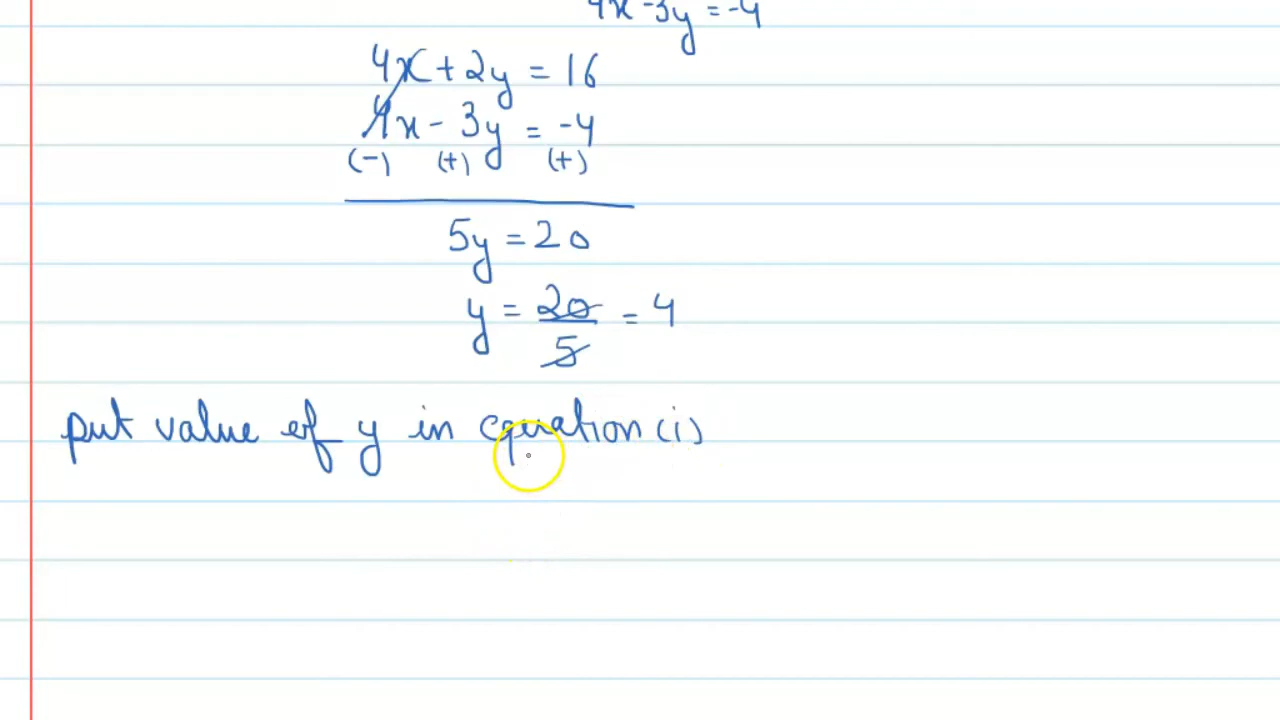 4x - 3y = -4
4x + 2y = 16
4x - 3y = -4
(-) (+) (+)
5y = 20
y = 20/5 = 4
put value of y in equation (i)